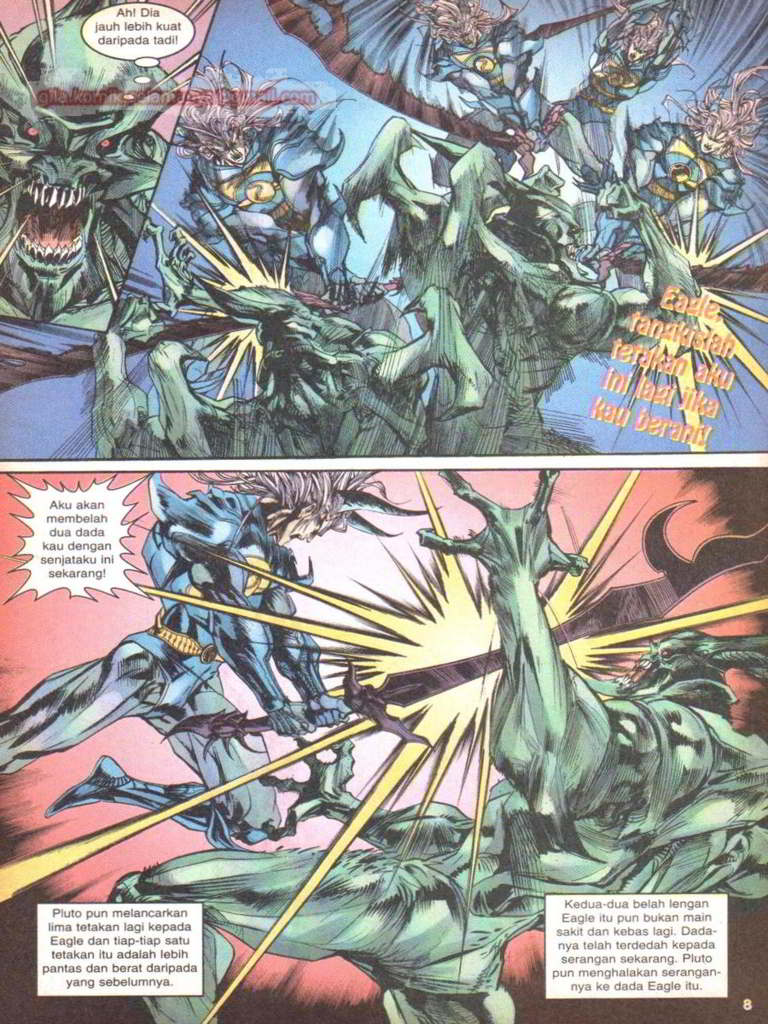 Ah! Dia
jauh lebih kuat
daripada tadi!
Eagle,
tangkislah
terakan aku
ini lagi jika
kau berani!
Aku akan
membelah
dua dada
kau dengan
senjataku ini
sekarang!
Pluto pun melancarkan
lima tetakan lagi kepada
Eagle dan tiap-tiap satu
tetakan itu adalah lebih
pantas dan berat daripada
yang sebelumnya.
Kedua-dua belah lengan
Eagle itu pun bukan main
sakit dan kebas lagi. Dada-
nya telah terdedah kepada
serangan sekarang. Pluto
pun menghalakan serangan-
nya ke dada Eagle itu.
8